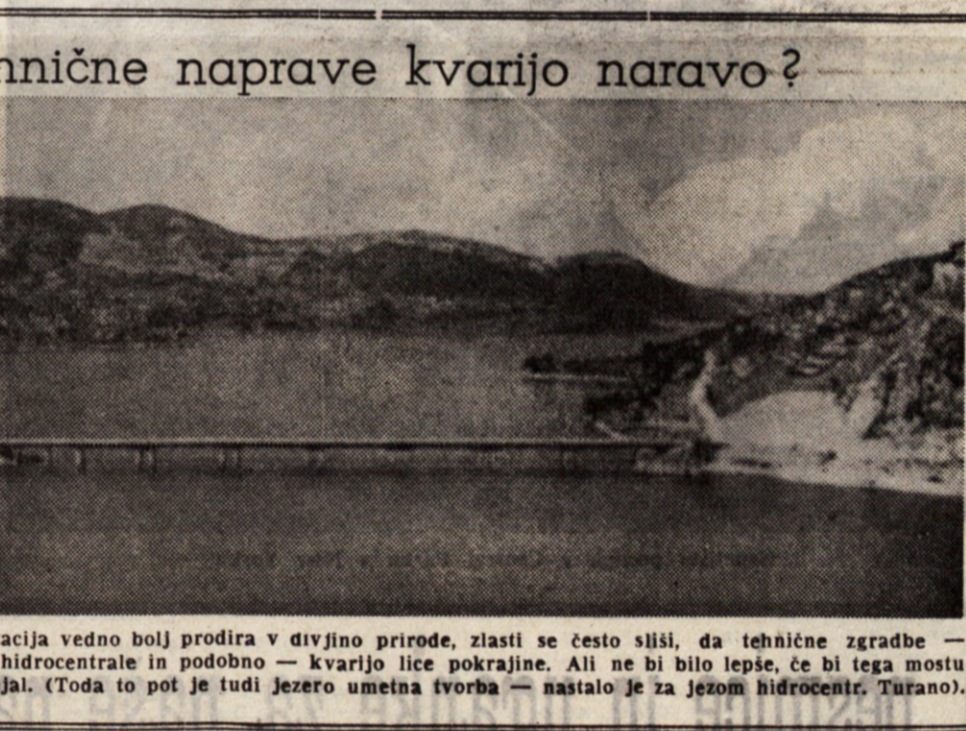 hnične naprave kvarijo naravo?
acija vedno bolj prodira v divjino prirode, zlasti se često sliši, da tehnične zgradbe —
hidrocentrale in podobno — kvarijo lice pokrajine. Ali ne bi bilo lepše, če bi tega mostu
jal. (Toda to pot je tudi jezero umetna tvorba — nastalo je za jezom hidrocentr. Turano).